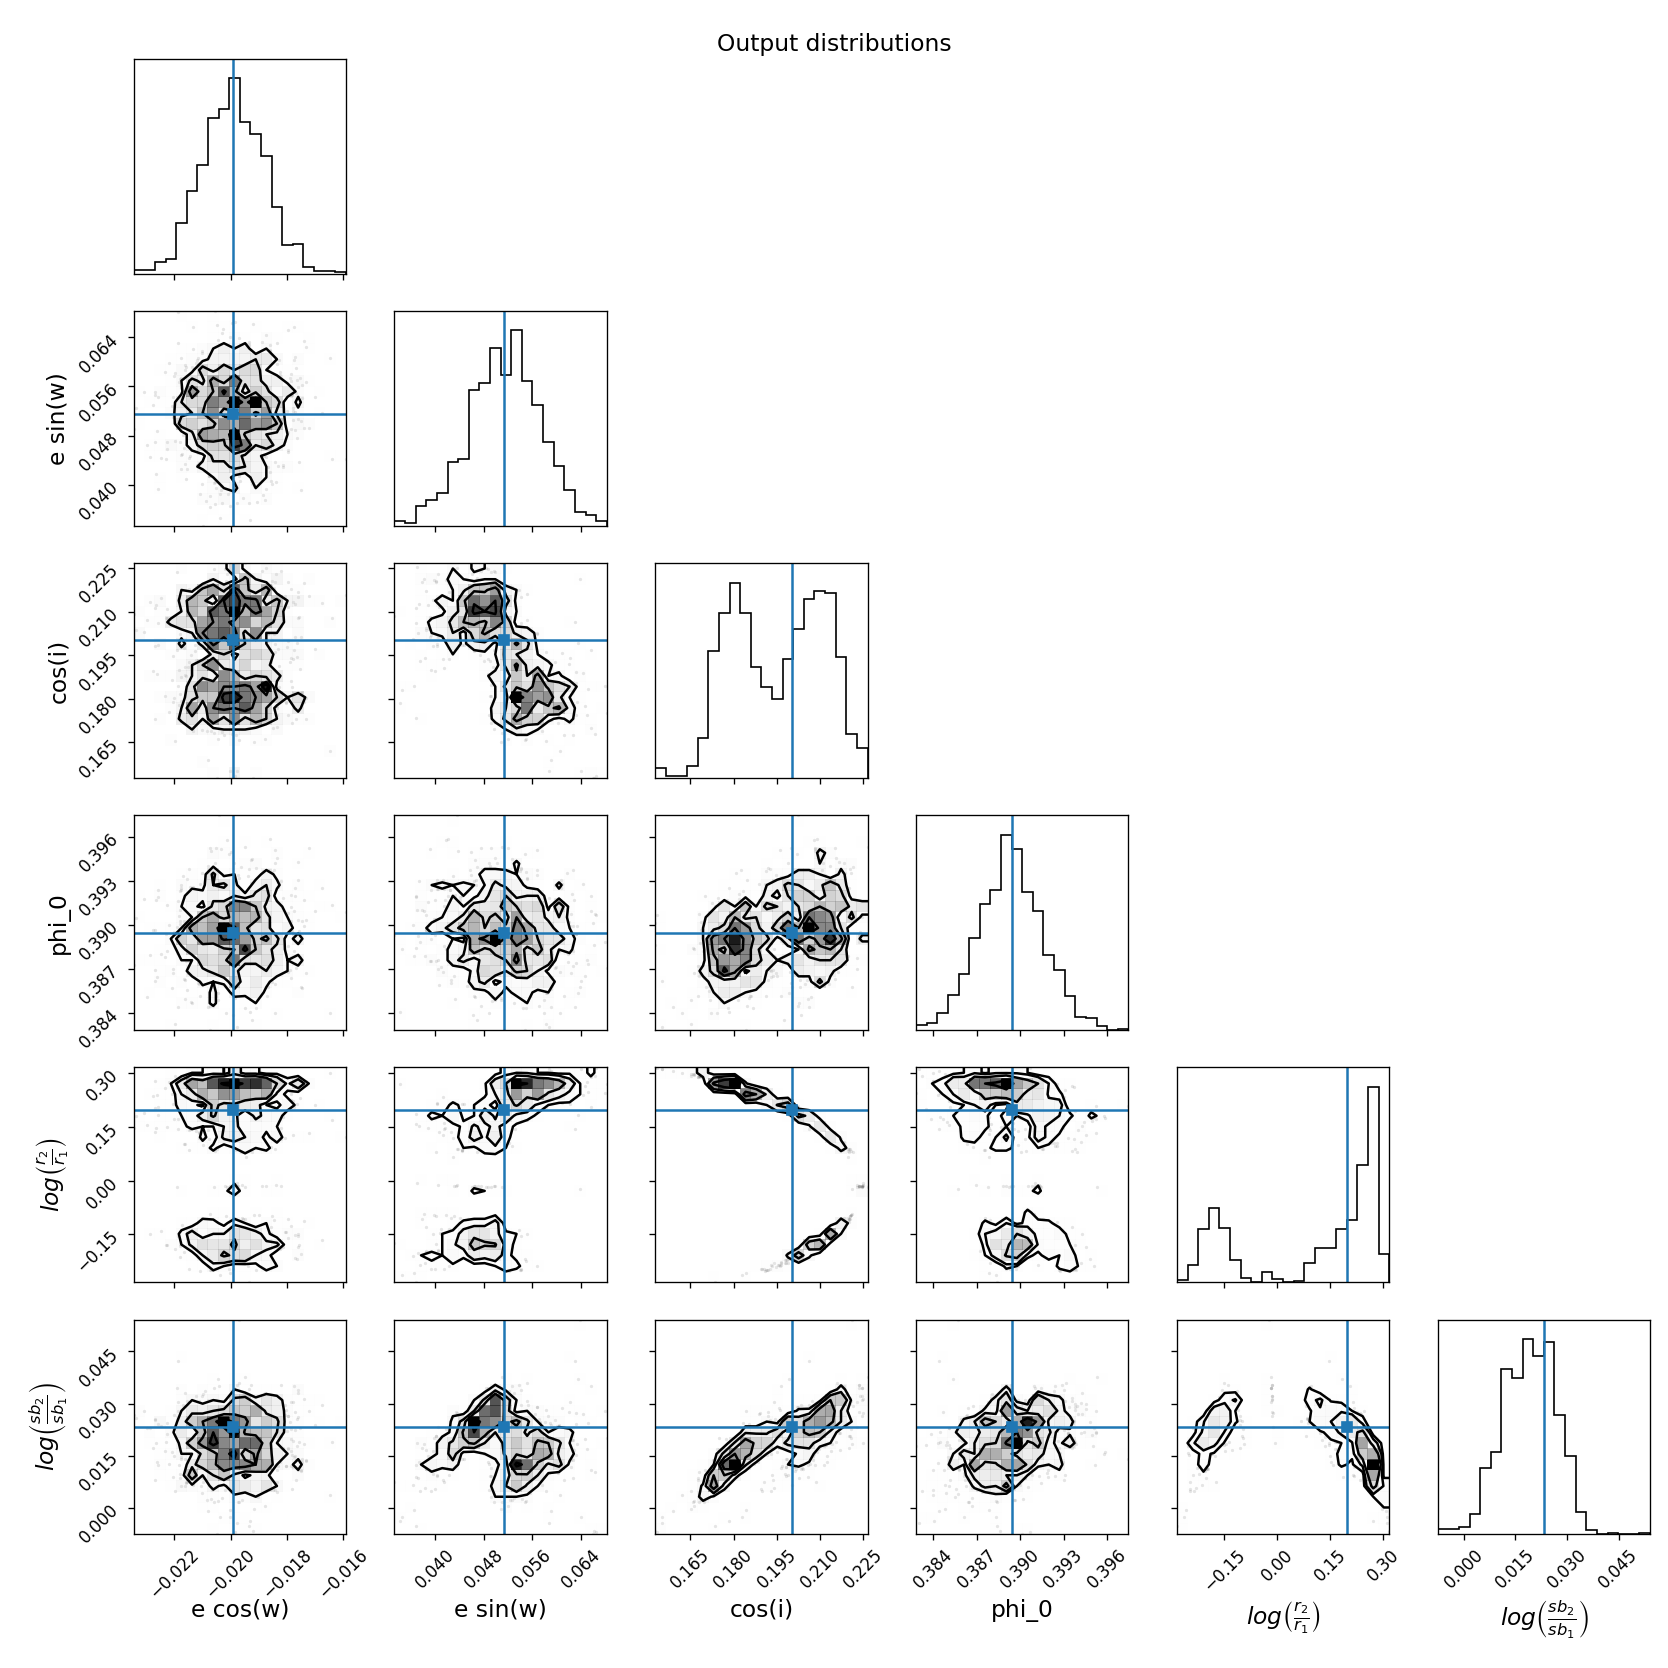 Output distributions
e sin(w)
0.064
0.056
0.048
0.040
cos(i)
0.225
0.210
0.195
0.180
0.165
phi_0
0.396
0.393
0.390
0.387
0.384
log(r2/r1)
0.30
0.15
0.00
−0.15
log(sb2/sb1)
0.045
0.030
0.015
0.000
−0.022 −0.020 −0.018 −0.016
e cos(w)
0.040 0.048 0.056 0.064
e sin(w)
0.165 0.180 0.195 0.210 0.225
cos(i)
0.384 0.387 0.390 0.393 0.396
phi_0
−0.15 0.00 0.15 0.30
log(r2/r1)
0.000 0.015 0.030 0.045
log(sb2/sb1)